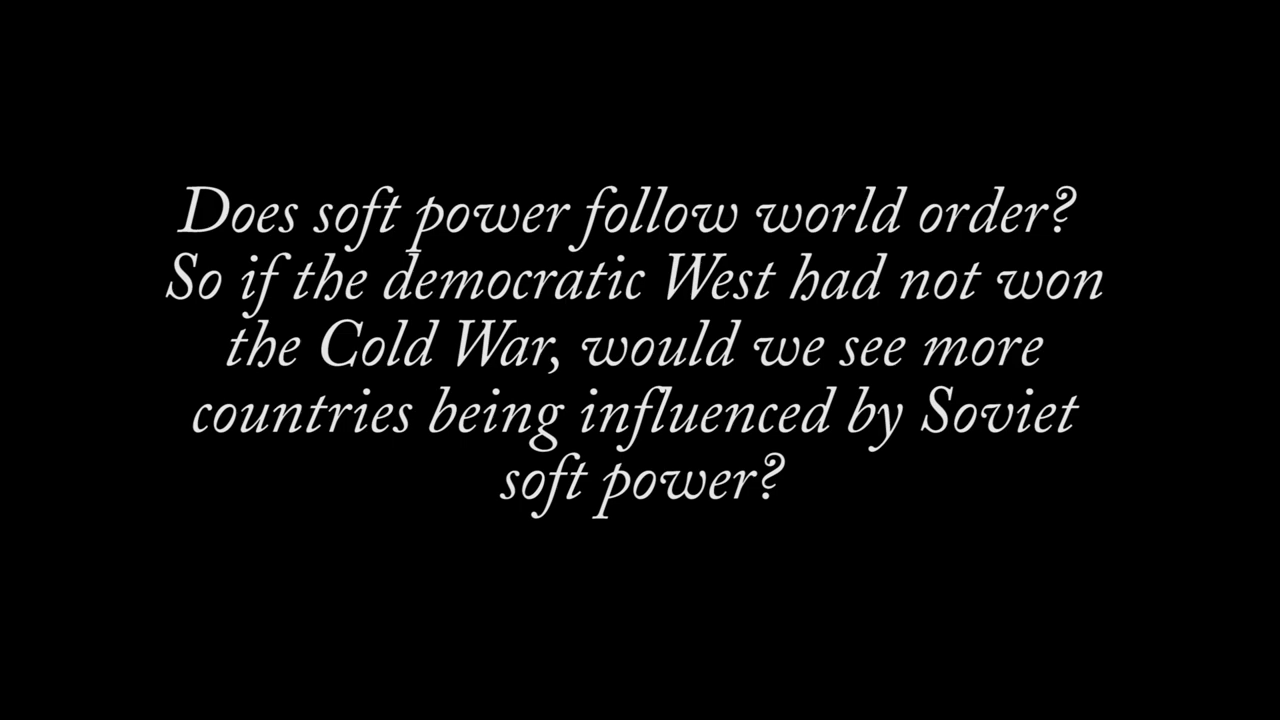 Does soft power follow world order?
So if the democratic West had not won
the Cold War, would we see more
countries being influenced by Soviet
soft power?